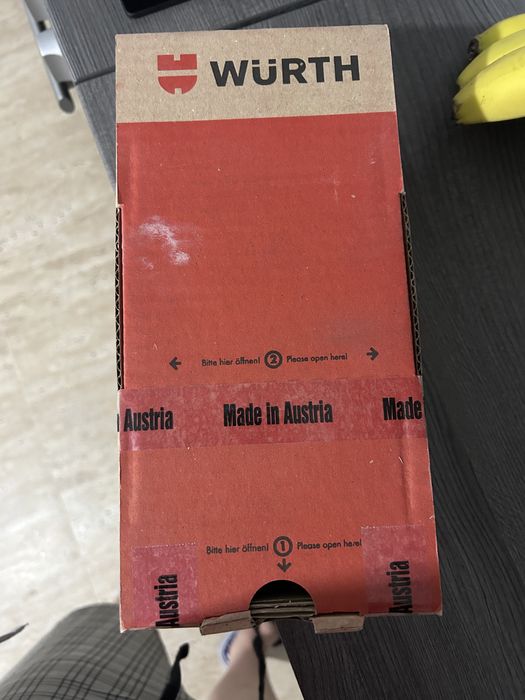 WÜRTH
Bitte hier öffnen! 2 Please open here!
Austria Made in Austria Made
Bitte hier öffnen! 1 Please open here!
Austria
Austria